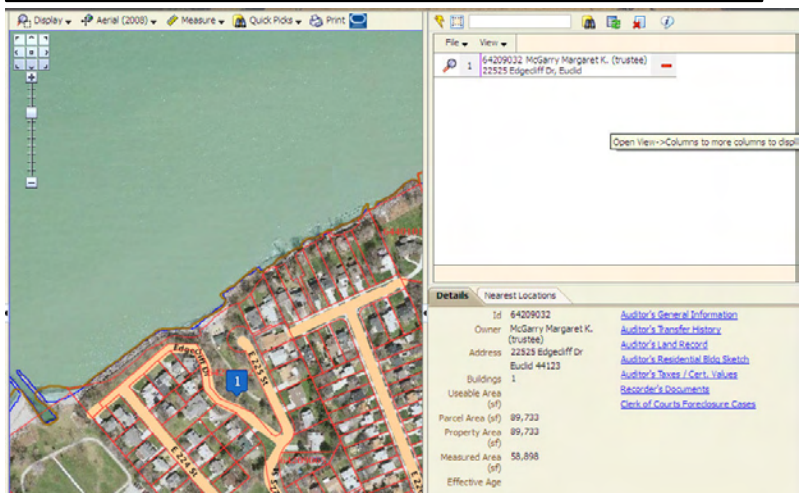 Display Aerial (2008) Measure Quick Picks Print
File View
1 64209032 McGarry Margaret K. (trustee)
22525 Edgecliff Dr, Euclid
Open View->Columns to more columns to displ
Edgecliff Dr
E 225 St
1
E 224 St
Details Nearest Locations
Id 64209032
Owner McGarry Margaret K.
(trustee)
Address 22525 Edgecliff Dr
Euclid 44123
Buildings 1
Useable Area
(sf)
Parcel Area (sf) 89,733
Property Area 89,733
(sf)
Measured Area 58,898
(sf)
Effective Age
Auditor's General Information
Auditor's Transfer History
Auditor's Land Record
Auditor's Residential Bldg Sketch
Auditor's Taxes / Cert. Values
Recorder's Documents
Clerk of Courts Foreclosure Cases